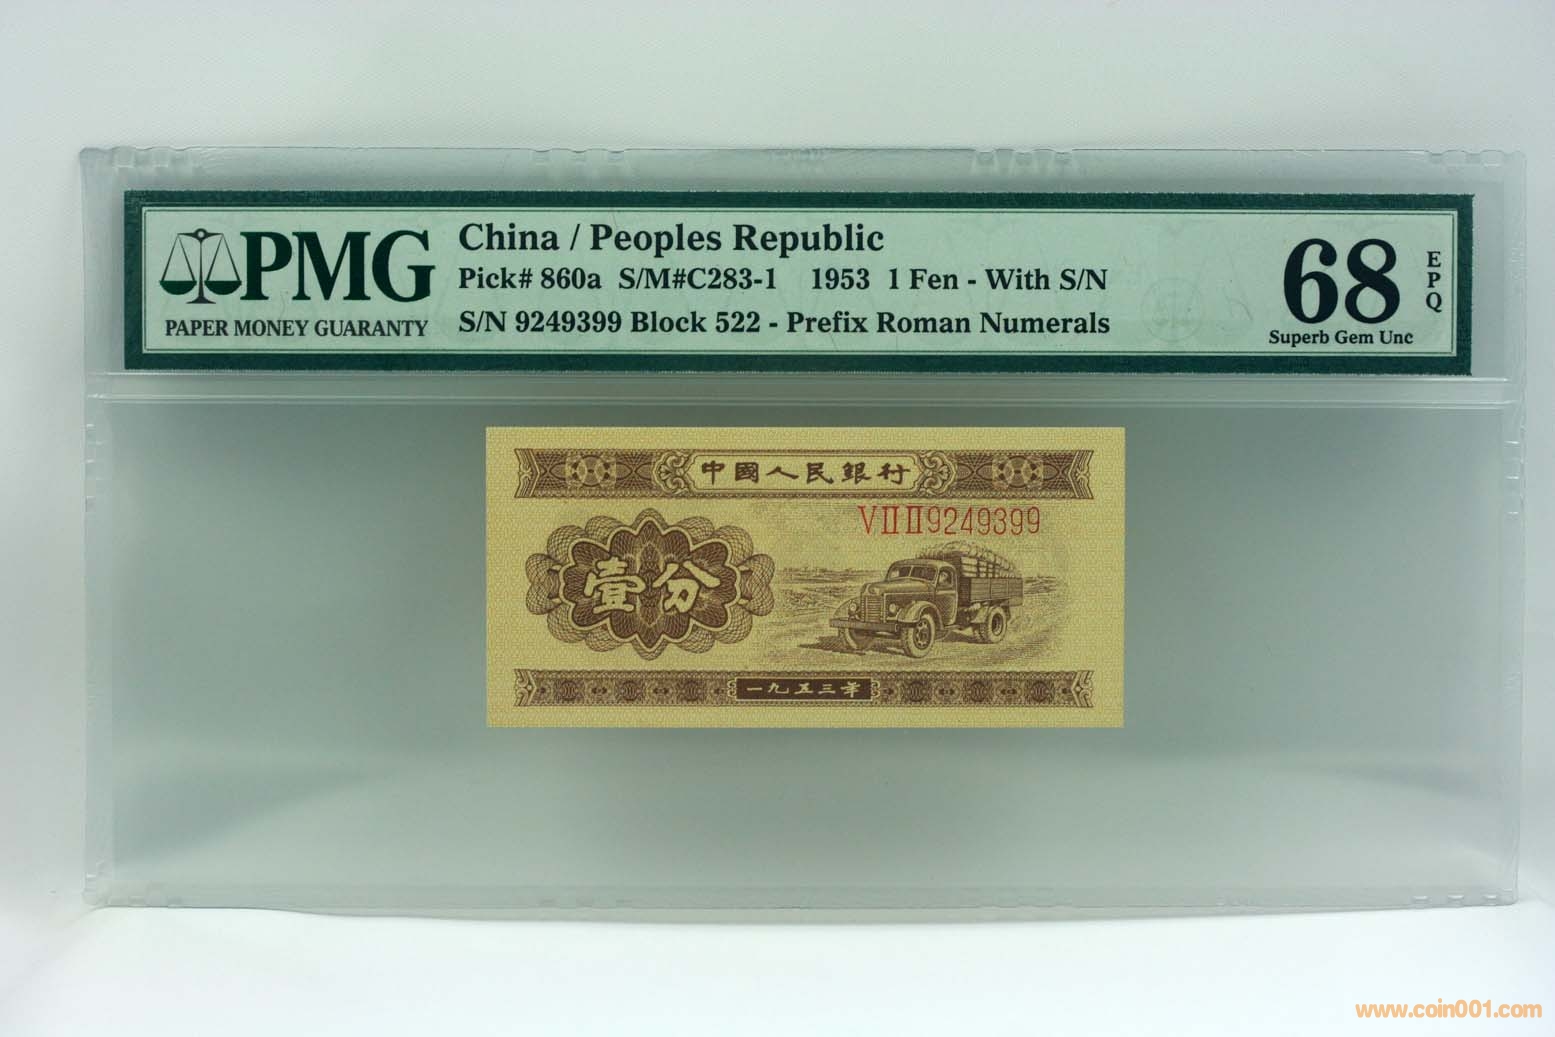 PMG
PAPER MONEY GUARANTY
China / Peoples Republic
Pick# 860a S/M#C283-1 1953 1 Fen - With S/N
S/N 9249399 Block 522 - Prefix Roman Numerals
68
EPQ
Superb Gem Unc
中國人民銀行
VIIII9249399
壹分
一九五三年
www.coin001.com